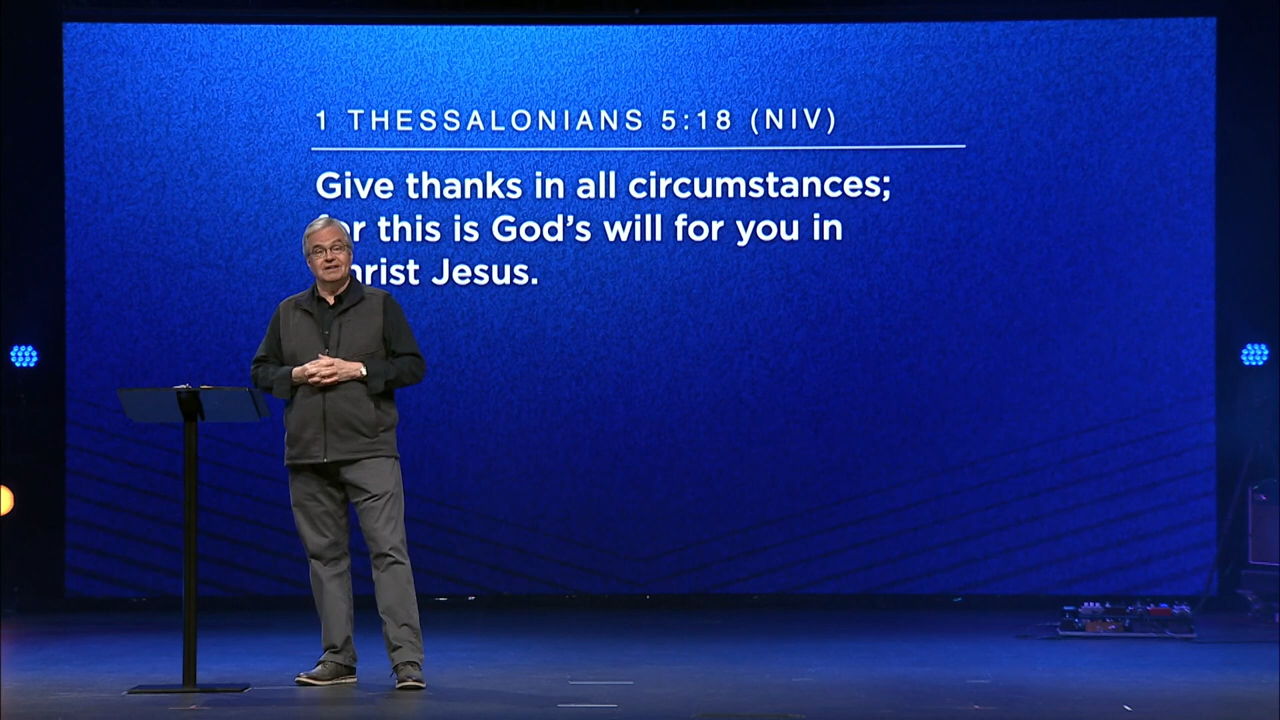 1 THESSALONIANS 5:18 (NIV)
Give thanks in all circumstances;
this is God's will for you in
Jesus.